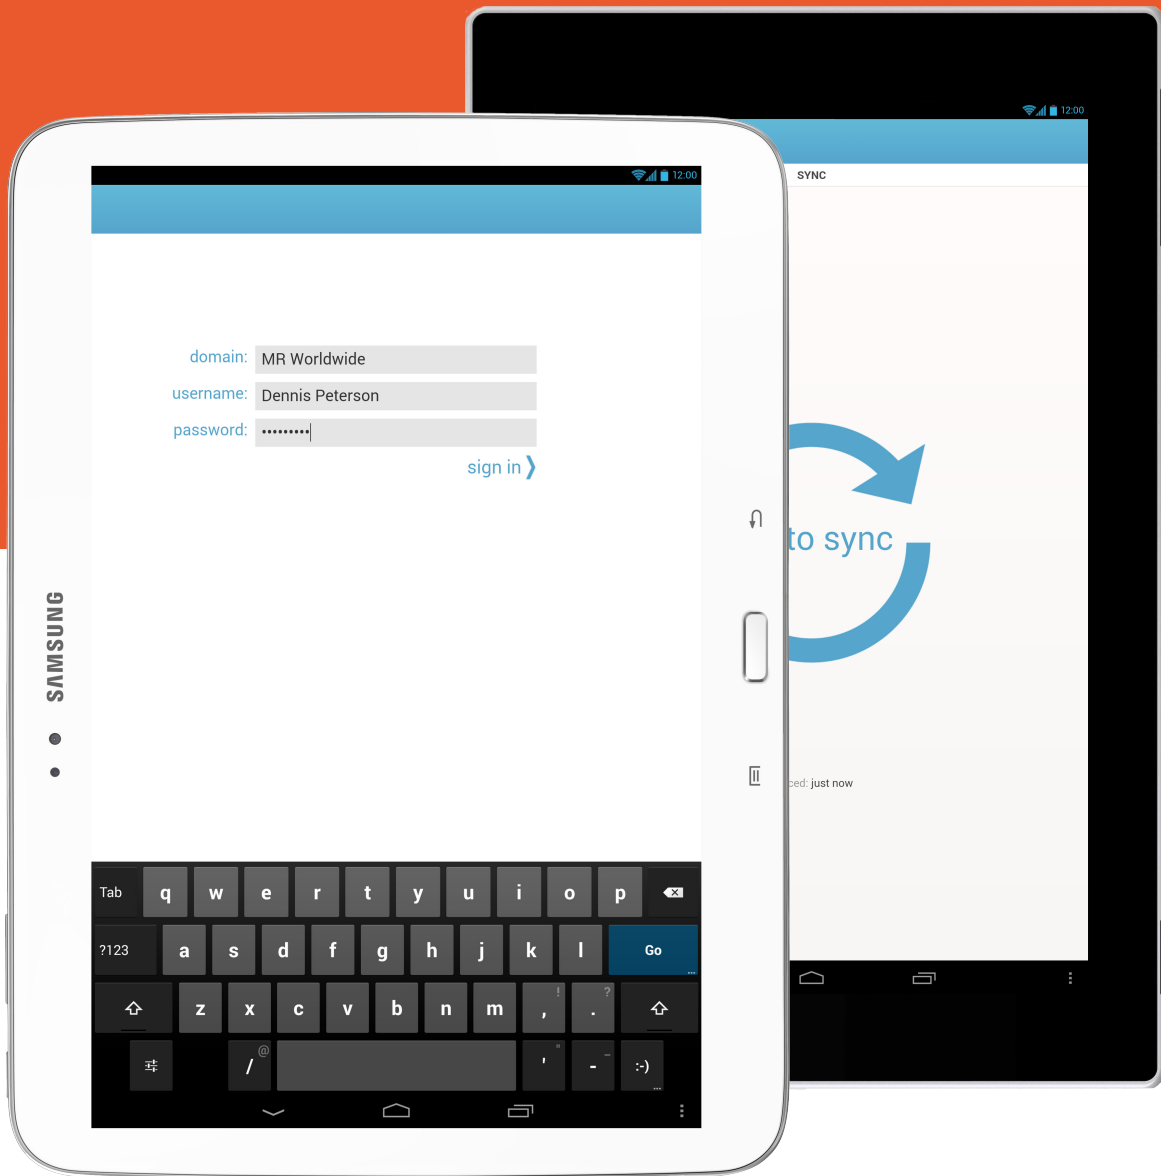 12:00
SYNC
to sync
ced: just now
12:00
domain: MR Worldwide
username: Dennis Peterson
password: •••••••••
sign in ❯
SAMSUNG
Tab q w e r t y u i o p
?123 a s d f g h j k l Go ...
z x c v b n m , ! . ?
/ @ ' " - _ :-) ...